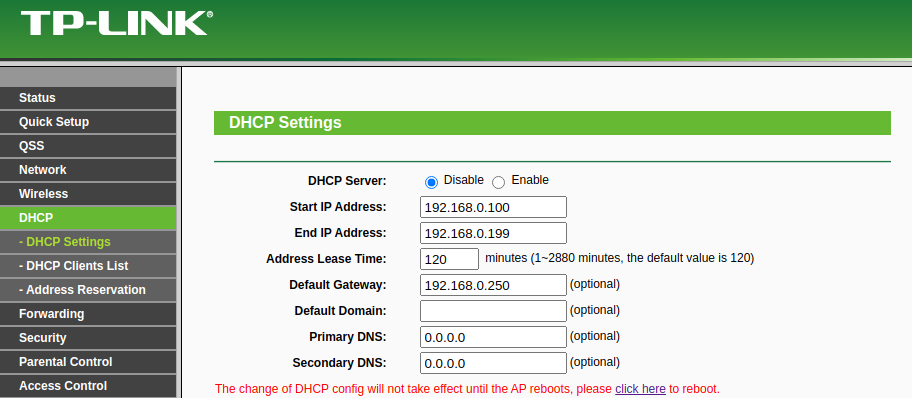 TP-LINK®
Status
Quick Setup
QSS
Network
Wireless
DHCP
- DHCP Settings
- DHCP Clients List
- Address Reservation
Forwarding
Security
Parental Control
Access Control
DHCP Settings
DHCP Server: Disable Enable
Start IP Address: 192.168.0.100
End IP Address: 192.168.0.199
Address Lease Time: 120 minutes (1~2880 minutes, the default value is 120)
Default Gateway: 192.168.0.250 (optional)
Default Domain: (optional)
Primary DNS: 0.0.0.0 (optional)
Secondary DNS: 0.0.0.0 (optional)
The change of DHCP config will not take effect until the AP reboots, please click here to reboot.